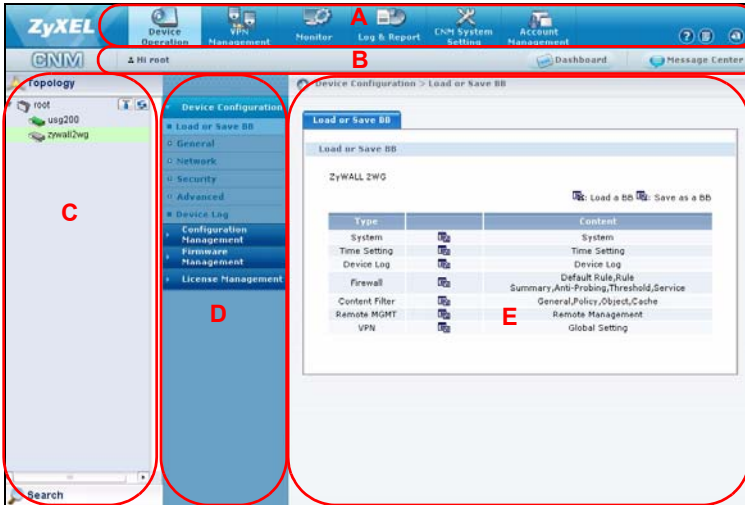 ZyXEL
Device Operation
VPN Management
Monitor
A
Log & Report
CNM System Setting
Account Management
CNM
Hi root
B
Dashboard
Message Center
Topology
root
usg200
zywall2wg
C
Search
Device Configuration
Load or Save BB
General
Network
Security
Advanced
Device Log
Configuration Management
Firmware Management
License Management
D
Device Configuration > Load or Save BB
Load or Save BB
Load or Save BB
ZyWALL 2WG
: Load a BB : Save as a BB
Type Content
System System
Time Setting Time Setting
Device Log Device Log
Firewall Default Rule,Rule Summary,Anti-Probing,Threshold,Service
Content Filter General,Policy,Object,Cache
Remote MGMT Remote Management
VPN Global Setting
E